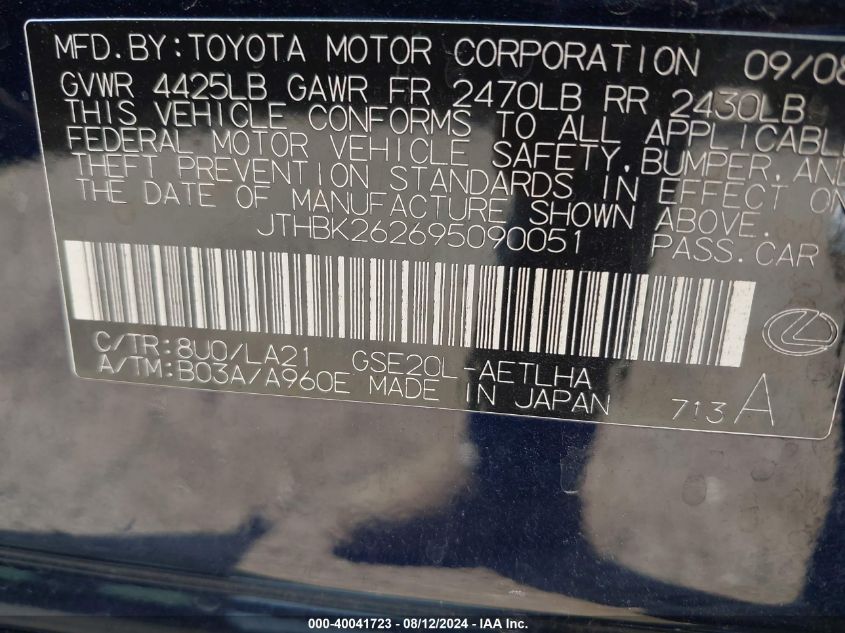 MFD.BY:TOYOTA MOTOR CORPORATION 09/08
GVWR 4425LB GAWR FR 2470LB RR 2430LB
THIS VEHICLE CONFORMS TO ALL APPLICABLE
FEDERAL MOTOR VEHICLE SAFETY,BUMPER,AND
THEFT PREVENTION STANDARDS IN EFFECT ON
THE DATE OF MANUFACTURE SHOWN ABOVE.
JTHBK262695090051 PASS.CAR
C/TR:8U0/LA21 GSE20L-AETLHA
A/TM:B03A/A960E MADE IN JAPAN 713A
000-40041723 - 08/12/2024 - IAA Inc.